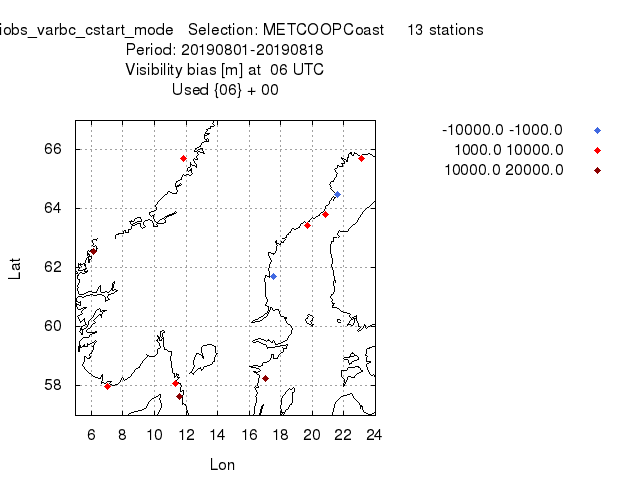 iobs_varbc_cstart_mode Selection: METCOOPCoast 13 stations
Period: 20190801-20190818
Visibility bias [m] at 06 UTC
Used {06} + 00
-10000.0 -1000.0
1000.0 10000.0
10000.0 20000.0
66
64
62
60
58
Lat
6 8 10 12 14 16 18 20 22 24
Lon